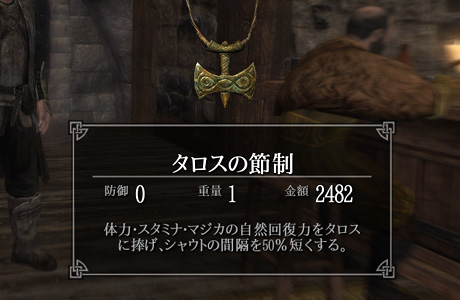 タロスの節制
防御 0 重量 1 金額 2482
体力・スタミナ・マジカの自然回復力をタロス
に捧げ、シャウトの間隔を50%短くする。